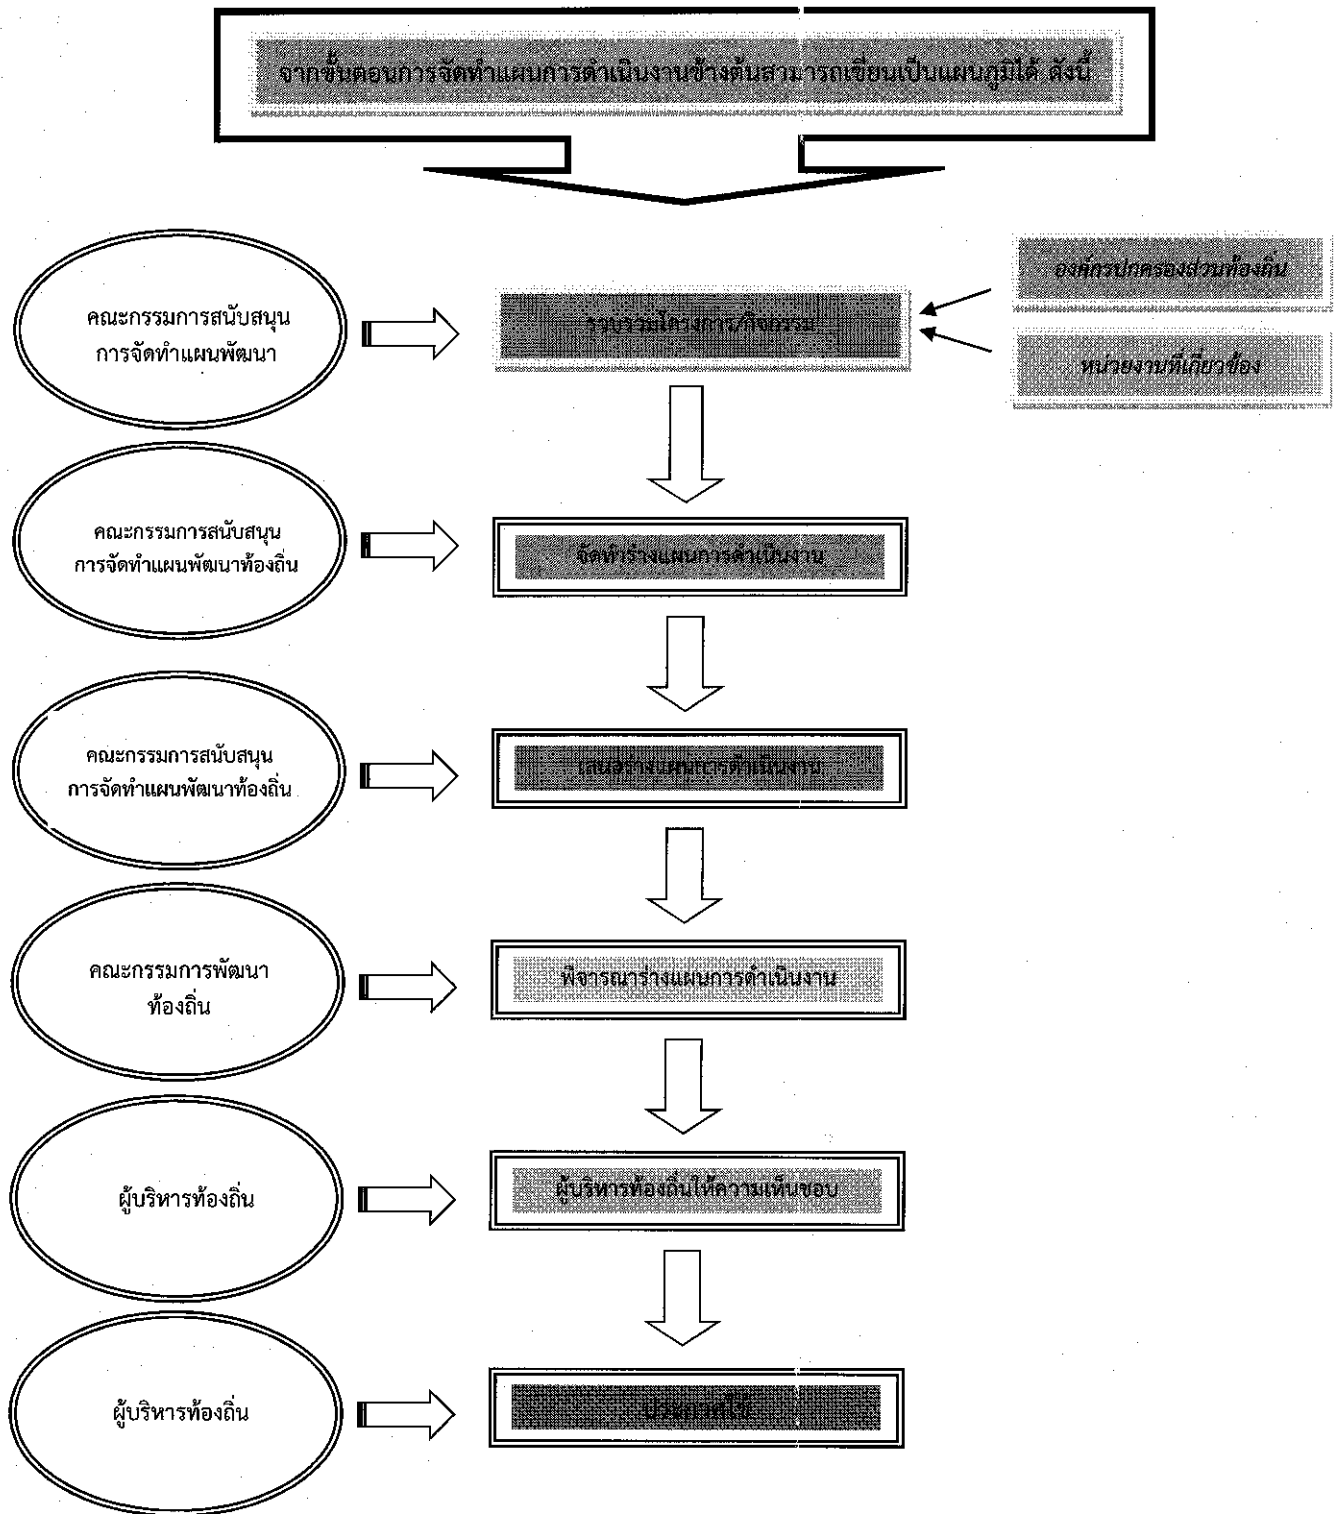 จากขั้นตอนการจัดทำแผนการดำเนินงานข้างต้นสามารถเขียนเป็นแผนภูมิได้ ดังนี้
คณะกรรมการสนับสนุน
การจัดทำแผนพัฒนา
รวบรวมโครงการ/กิจกรรม
องค์กรปกครองส่วนท้องถิ่น
หน่วยงานที่เกี่ยวข้อง
คณะกรรมการสนับสนุน
การจัดทำแผนพัฒนาท้องถิ่น
จัดทำร่างแผนการดำเนินงาน
คณะกรรมการสนับสนุน
การจัดทำแผนพัฒนาท้องถิ่น
เสนอร่างแผนการดำเนินงาน
คณะกรรมการพัฒนา
ท้องถิ่น
พิจารณาร่างแผนการดำเนินงาน
ผู้บริหารท้องถิ่น
ผู้บริหารท้องถิ่นให้ความเห็นชอบ
ผู้บริหารท้องถิ่น
ประกาศใช้